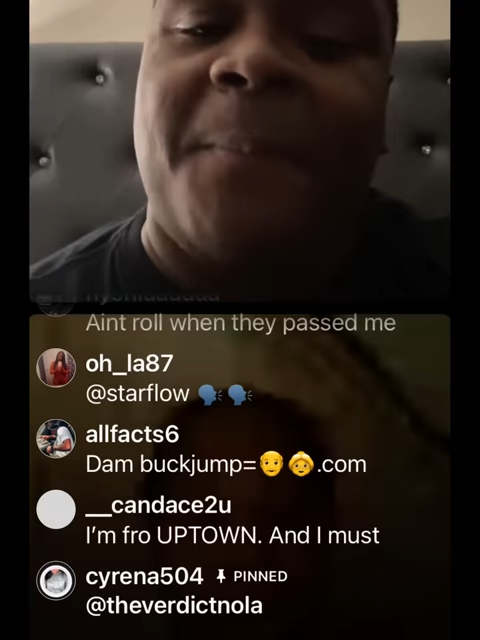 Aint roll when they passed me
oh_la87
@starflow 🗣️ 🗣️
allfacts6
Dam buckjump=👴👵.com
__candace2u
I’m fro UPTOWN. And I must
cyrena504 📌 PINNED
@theverdictnola